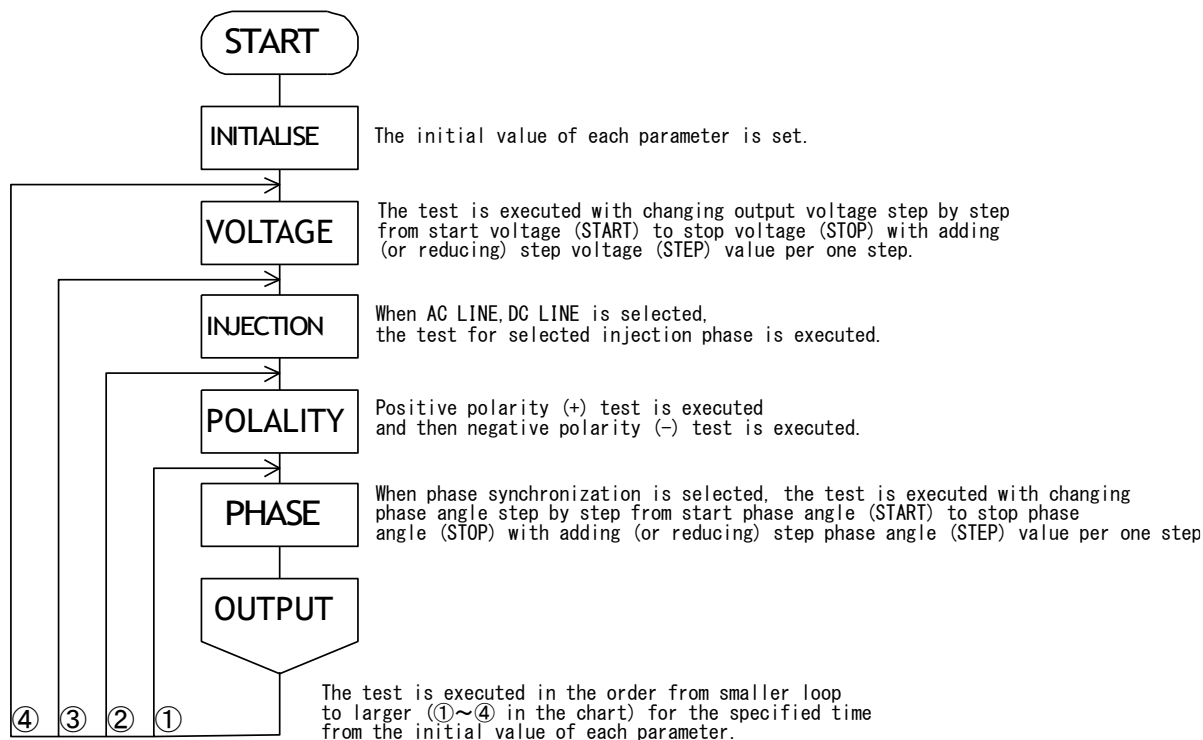 START
INITIALISE
The initial value of each parameter is set.
VOLTAGE
The test is executed with changing output voltage step by step
from start voltage (START) to stop voltage (STOP) with adding
(or reducing) step voltage (STEP) value per one step.
INJECTION
When AC LINE,DC LINE is selected,
the test for selected injection phase is executed.
POLALITY
Positive polarity (+) test is executed
and then negative polarity (−) test is executed.
PHASE
When phase synchronization is selected, the test is executed with changing
phase angle step by step from start phase angle (START) to stop phase
angle (STOP) with adding (or reducing) step phase angle (STEP) value per one step
OUTPUT
The test is executed in the order from smaller loop
to larger (①~④ in the chart) for the specified time
from the initial value of each parameter.
④ ③ ② ①